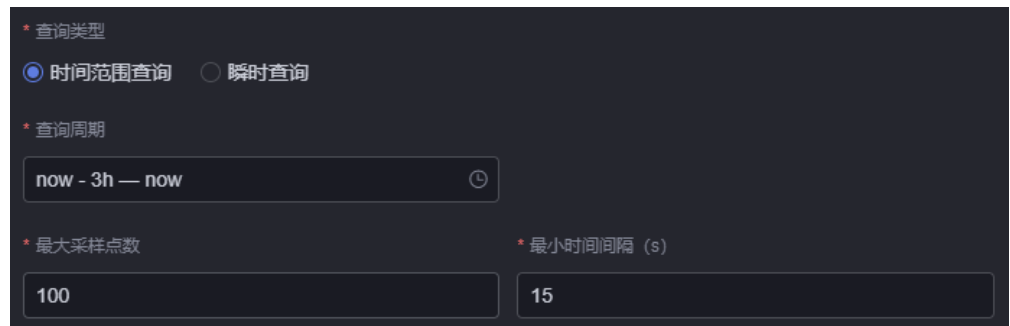 * 查询类型
时间范围查询 瞬时查询
* 查询周期
now - 3h — now
* 最大采样点数 * 最小时间间隔（s）
100 15